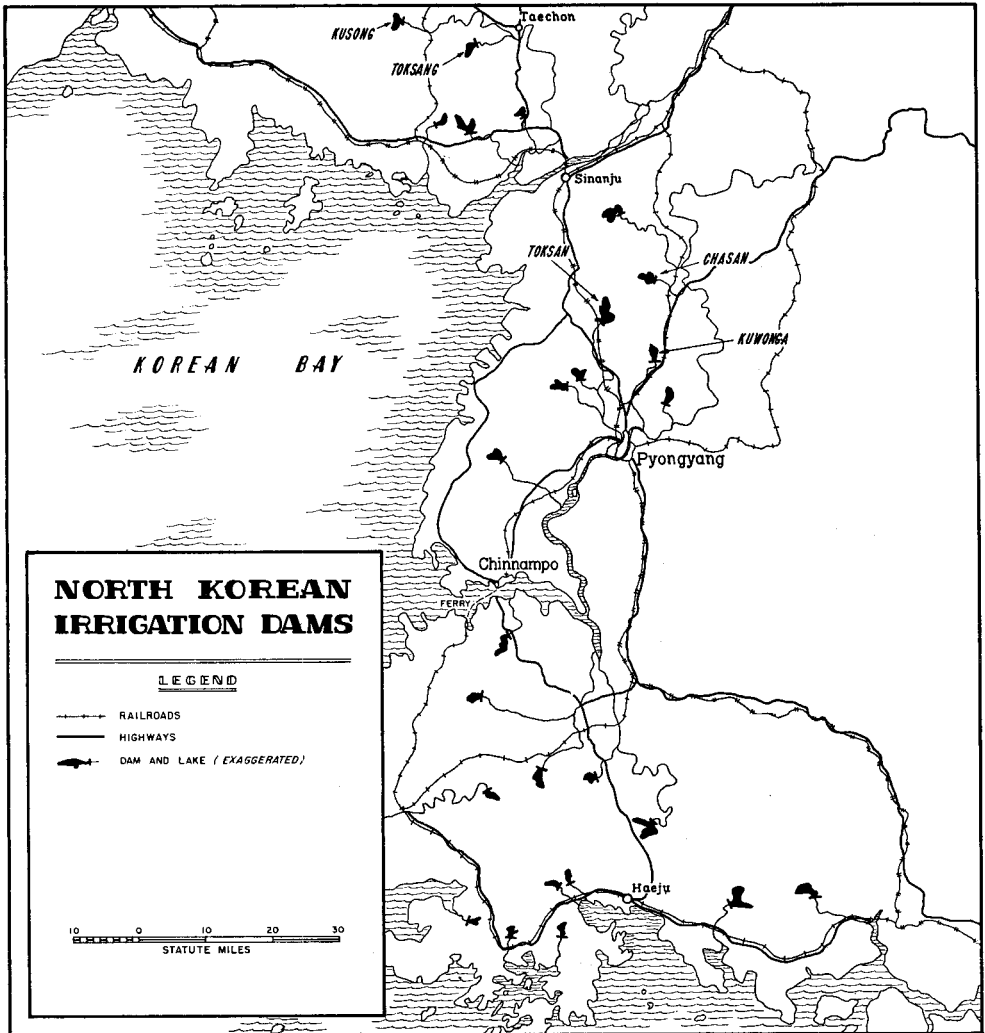 Taechon
KUSONG
TOKSANG
Sinanju
TOKSAN
CHASAN
KUWONGA
KOREAN BAY
Pyongyang
Chinnampo
FERRY
NORTH KOREAN
IRRIGATION DAMS
LEGEND
RAILROADS
HIGHWAYS
DAM AND LAKE (EXAGGERATED)
Haeju
10 0 10 20 30
STATUTE MILES